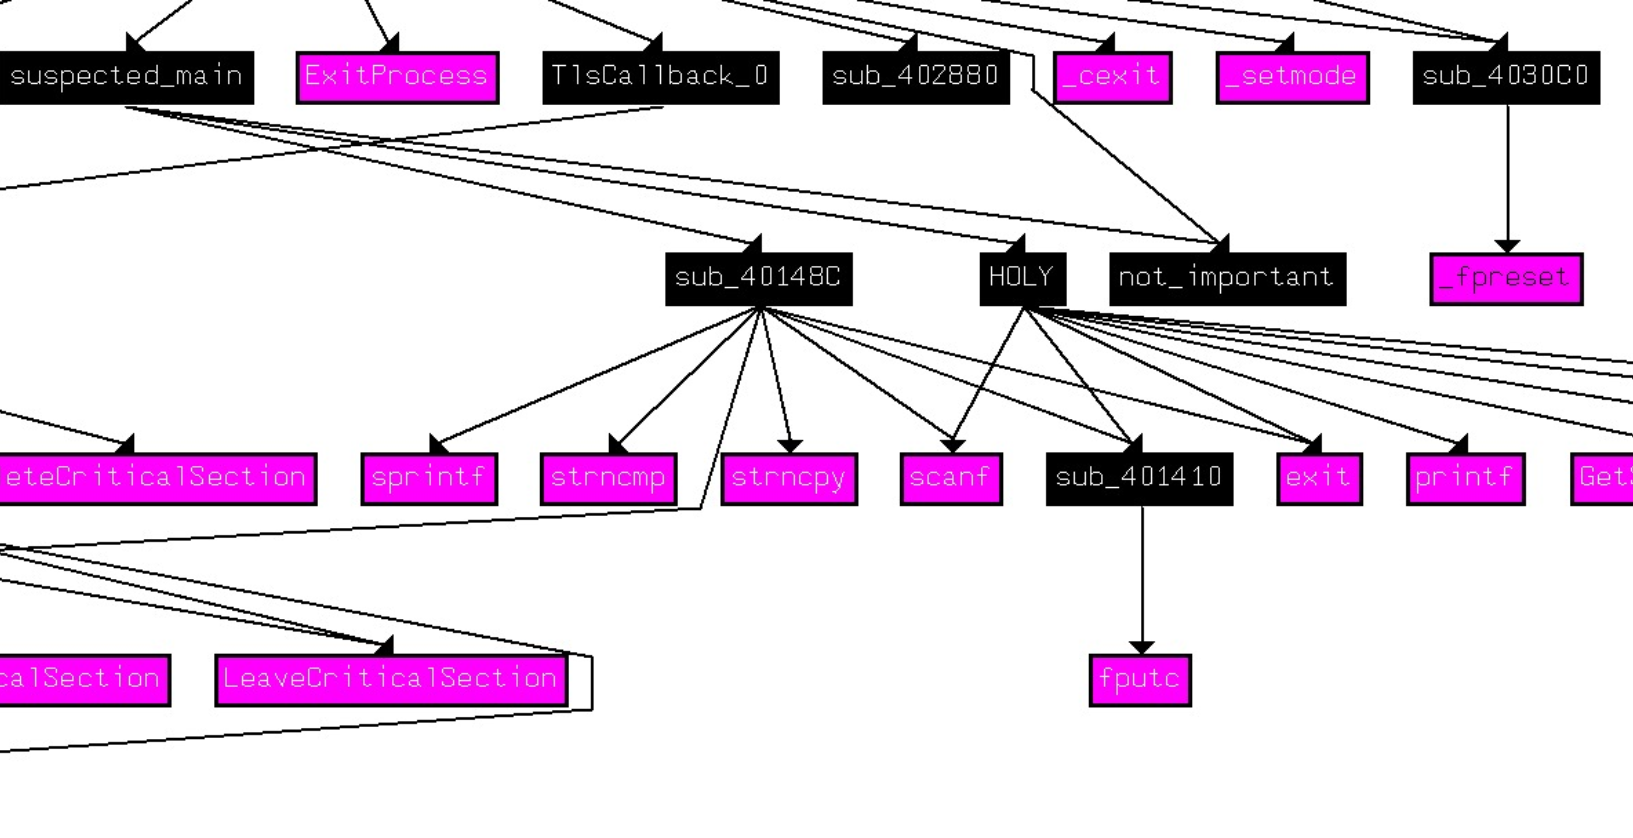 suspected_main
ExitProcess
TlsCallback_0
sub_402880
_cexit
_setmode
sub_4030C0
sub_40148C
HOLY
not_important
_fpreset
eteCriticalSection
sprintf
strncmp
strncpy
scanf
sub_401410
exit
printf
GetS
calSection
LeaveCriticalSection
fputc